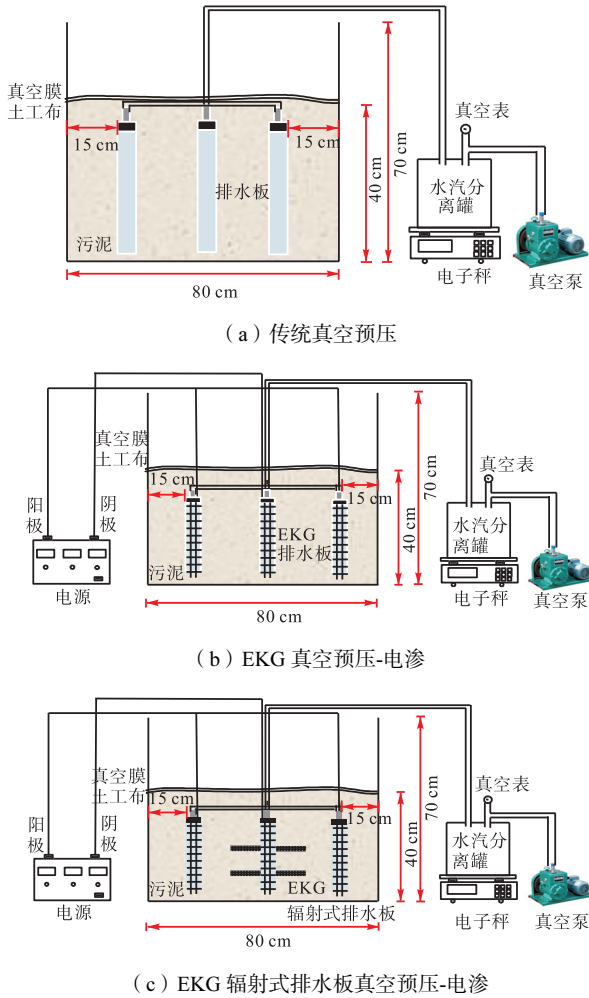 真空膜
土工布
15 cm
15 cm
排水板
污泥
80 cm
40 cm
70 cm
真空表
水汽分
离罐
电子秤
真空泵
（a）传统真空预压
真空膜
土工布
阳极
阴极
电源
15 cm
15 cm
EKG
排水板
污泥
80 cm
40 cm
70 cm
真空表
水汽分
离罐
电子秤
真空泵
（b）EKG 真空预压-电渗
真空膜
土工布
阳极
阴极
电源
15 cm
15 cm
污泥
EKG
辐射式排水板
80 cm
40 cm
70 cm
真空表
水汽分
离罐
电子秤
真空泵
（c）EKG 辐射式排水板真空预压-电渗